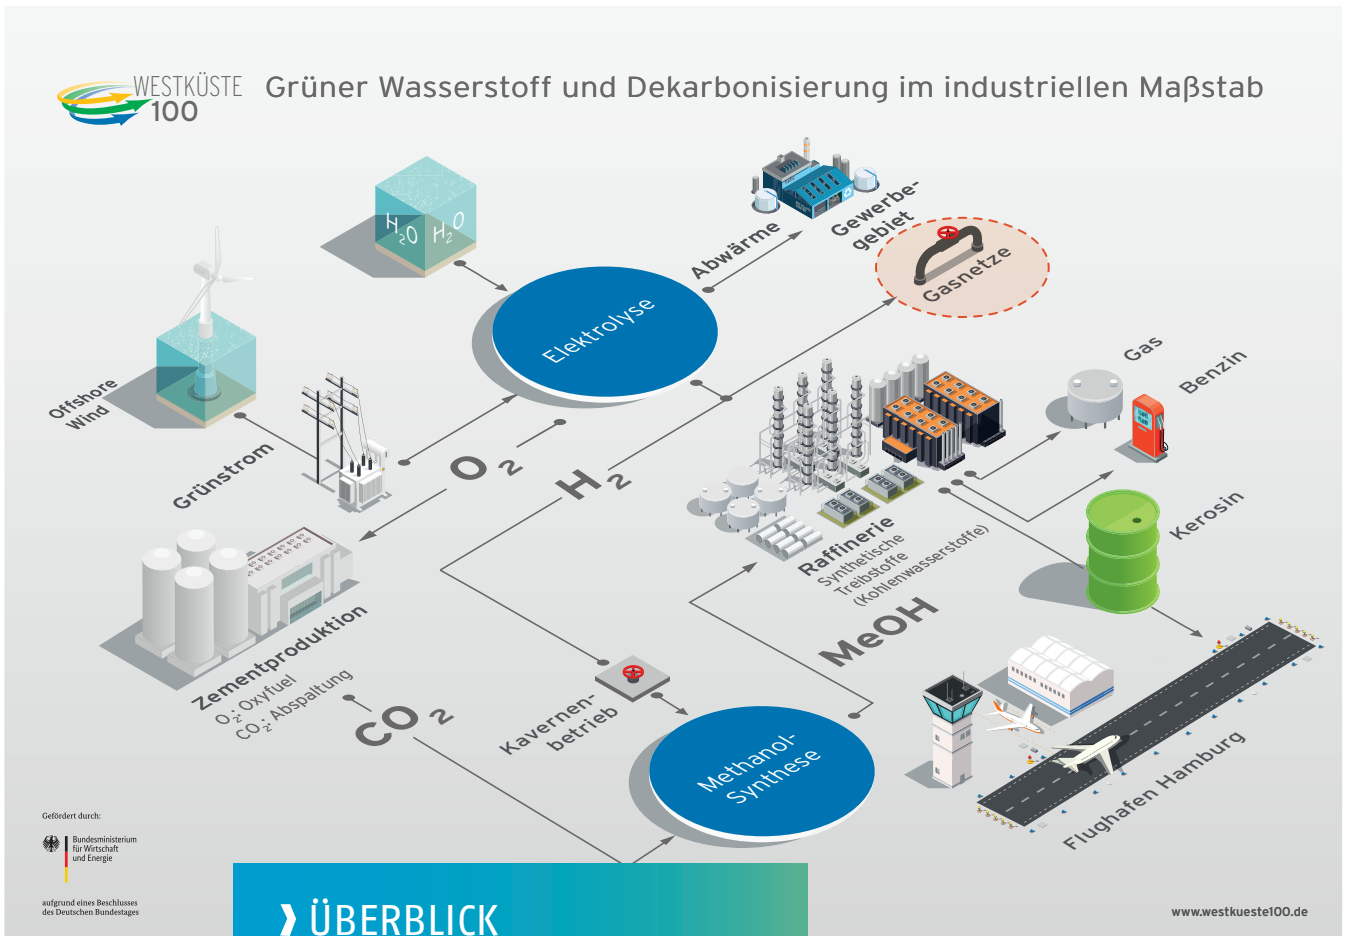 WESTKÜSTE
100
Grüner Wasserstoff und Dekarbonisierung im industriellen Maßstab
H2O
H2O
Elektrolyse
Abwärme
Gewerbe-
gebiet
Gasnetze
Offshore
Wind
Grünstrom
O2
H2
Gas
Benzin
Kerosin
Raffinerie
Synthetische
Treibstoffe
(Kohlenwasserstoffe)
MeOH
Zementproduktion
O2: Oxyfuel
CO2: Abspaltung
CO2
Kavernen-
betrieb
Methanol-
Synthese
Flughafen Hamburg
Gefördert durch:
Bundesministerium
für Wirtschaft
und Energie
aufgrund eines Beschlusses
des Deutschen Bundestages
❯ ÜBERBLICK
www.westkueste100.de